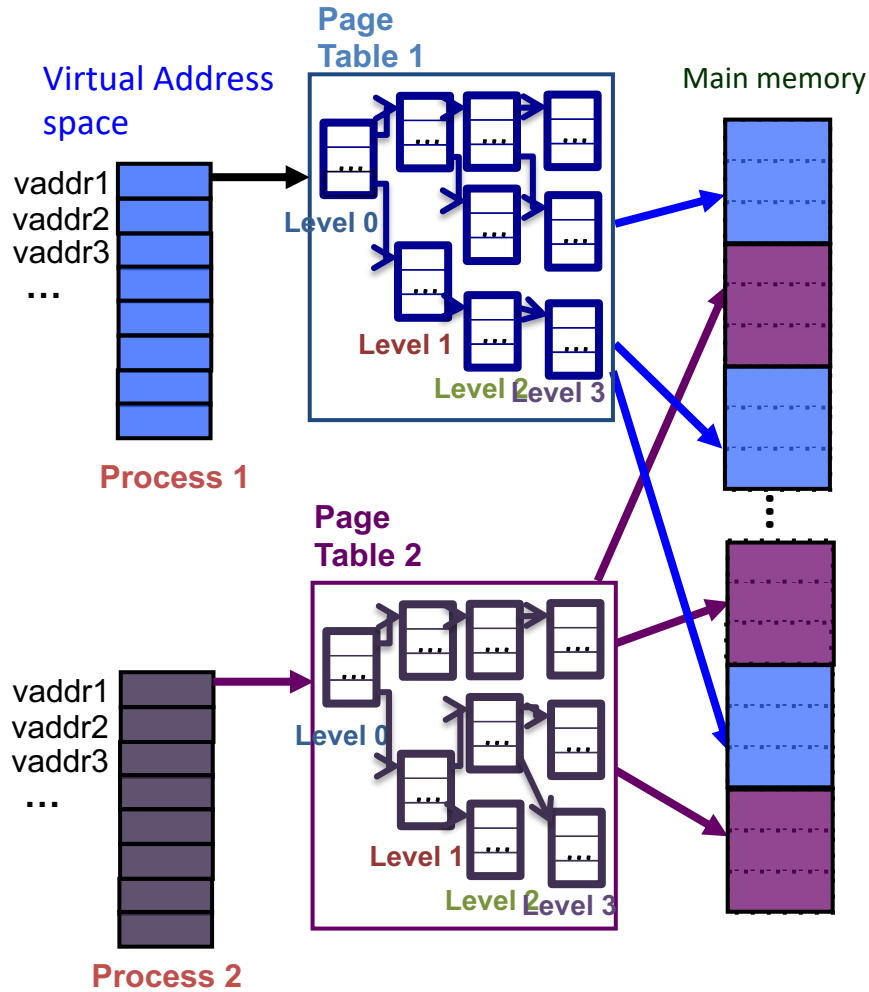 Page
Table 1
Virtual Address
space
Main memory
vaddr1
vaddr2
vaddr3
...
...
...
...
...
...
...
...
...
...
...
Level 0
Level 1
Level 2
Level 3
Process 1
Page
Table 2
vaddr1
vaddr2
vaddr3
...
...
...
...
...
...
...
...
...
...
...
Level 0
Level 1
Level 2
Level 3
Process 2